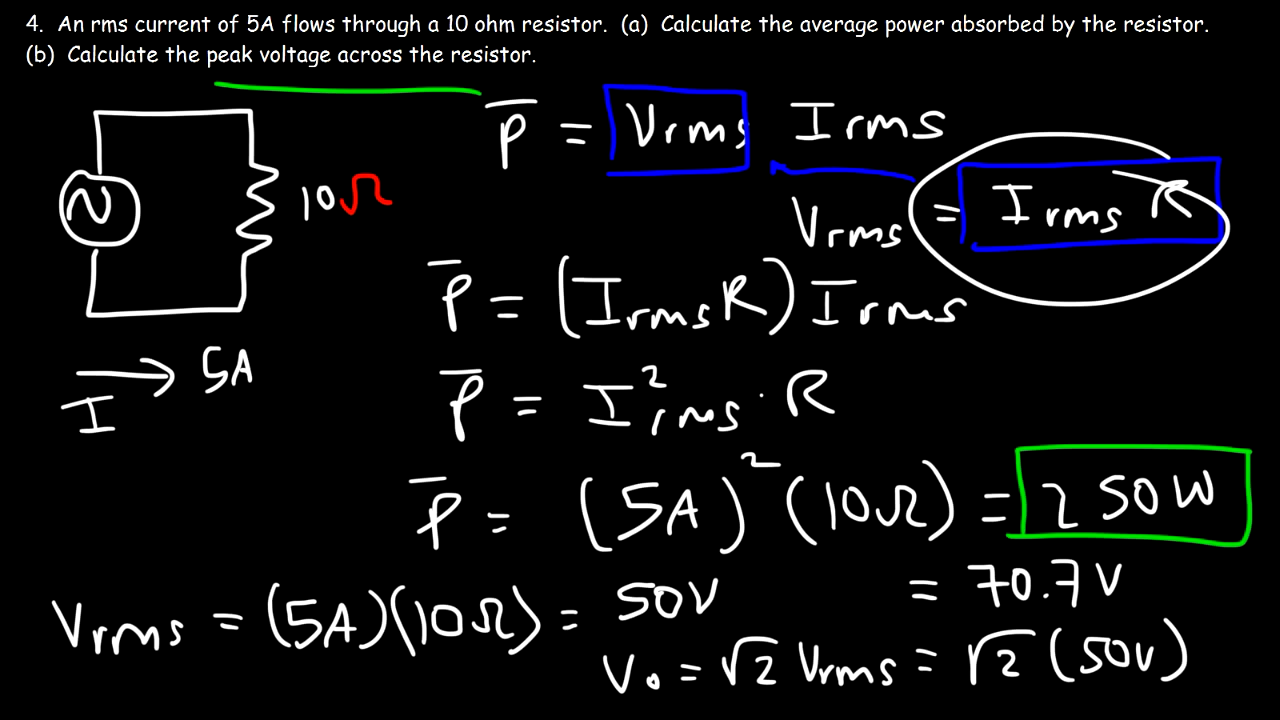 4. An rms current of 5A flows through a 10 ohm resistor. (a) Calculate the average power absorbed by the resistor.
(b) Calculate the peak voltage across the resistor.
P̅ = Vrms Irms
10Ω
Vrms = Irms R
P̅ = (Irms R) Irms
I → 5A
P̅ = I²rms · R
P̅ = (5A)² (10Ω) = 250W
Vrms = (5A)(10Ω) = 50V
= 70.7V
V₀ = √2 Vrms = √2 (50V)